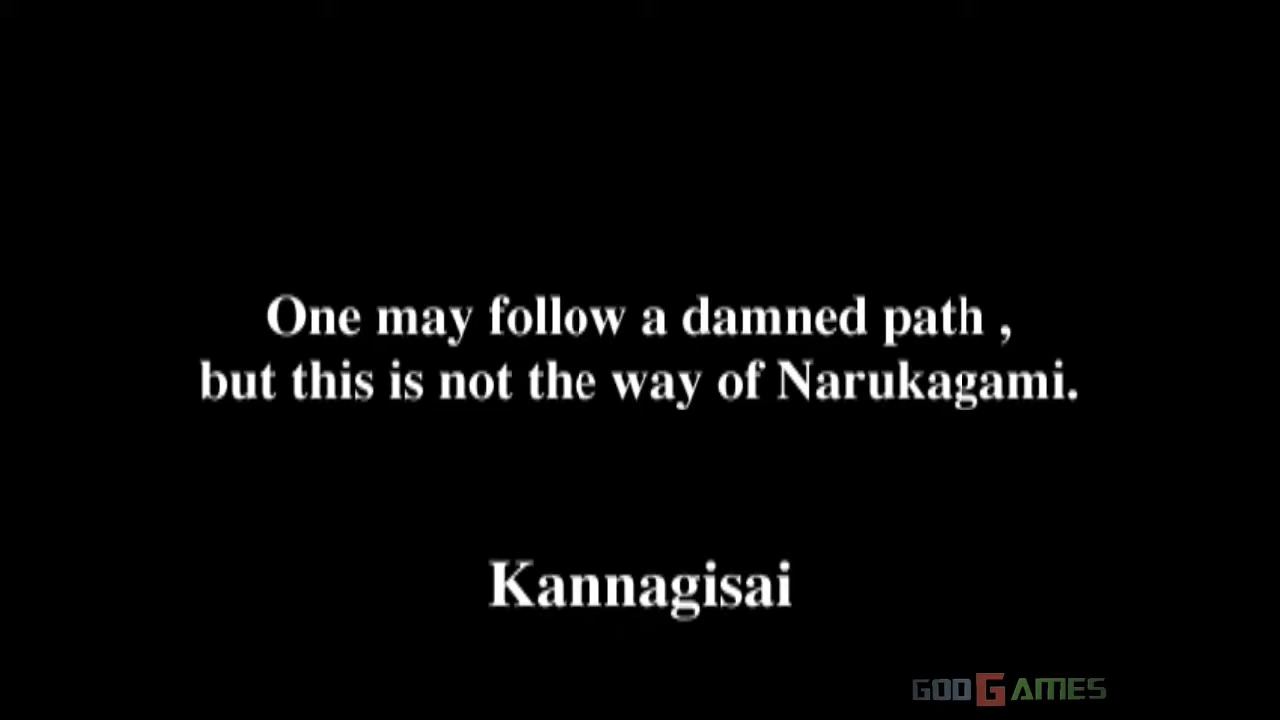 One may follow a damned path ,
but this is not the way of Narukagami.
Kannagisai
GODGAMES